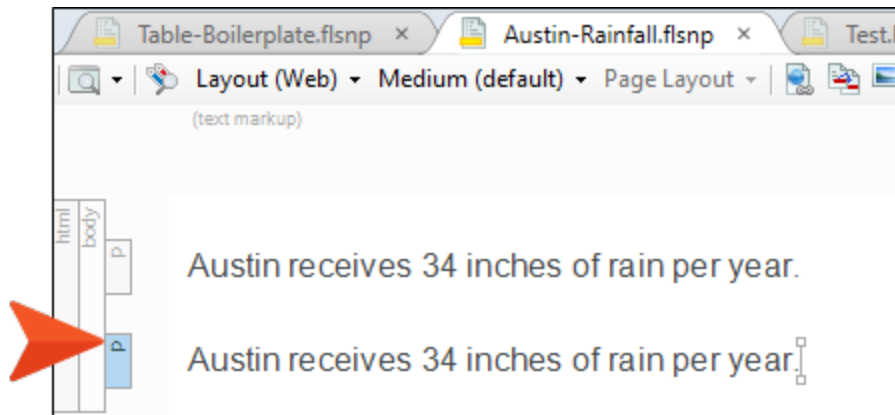 Table-Boilerplate.flsnp × Austin-Rainfall.flsnp × Test.
Layout (Web) Medium (default) Page Layout
(text markup)
html body
p Austin receives 34 inches of rain per year.
p Austin receives 34 inches of rain per year.